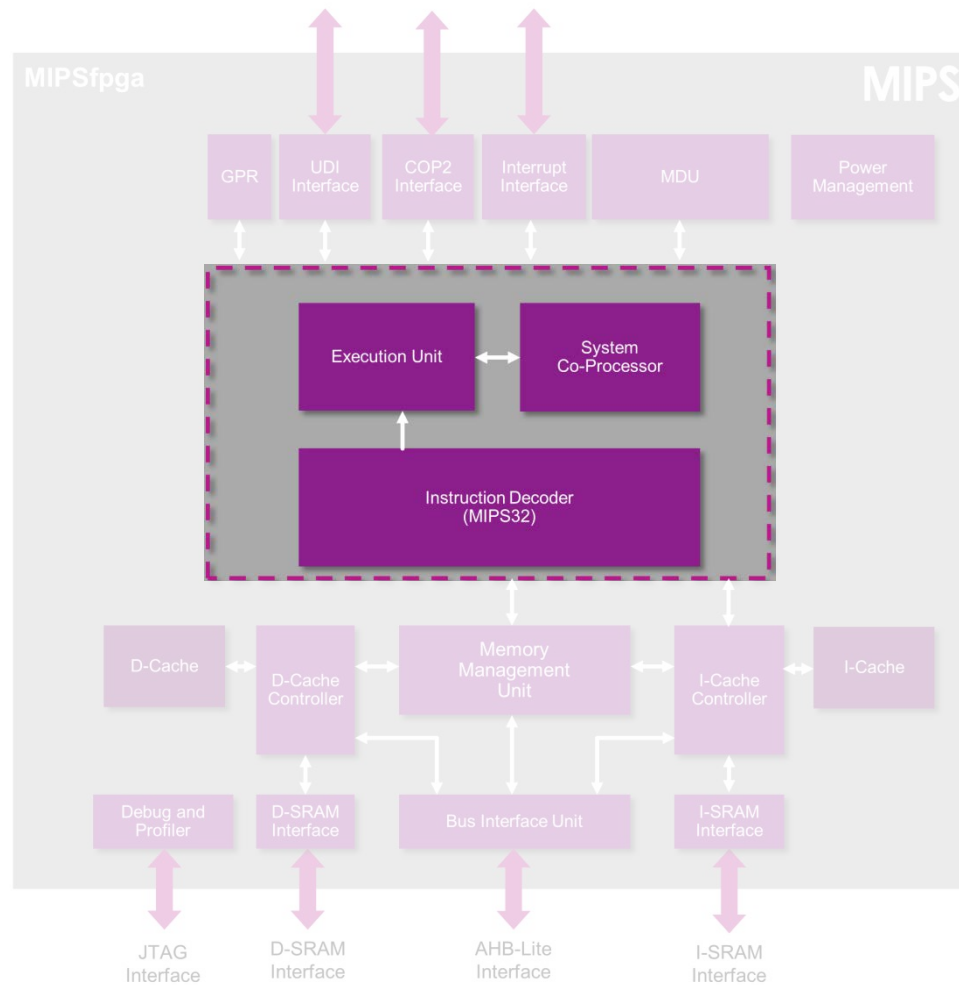 MIPSfpga
MIPS
GPR
UDI
Interface
COP2
Interface
Interrupt
Interface
MDU
Power
Management
Execution Unit
System
Co-Processor
Instruction Decoder
(MIPS32)
D-Cache
D-Cache
Controller
Memory
Management
Unit
I-Cache
Controller
I-Cache
Debug and
Profiler
D-SRAM
Interface
Bus Interface Unit
I-SRAM
Interface
JTAG
Interface
D-SRAM
Interface
AHB-Lite
Interface
I-SRAM
Interface